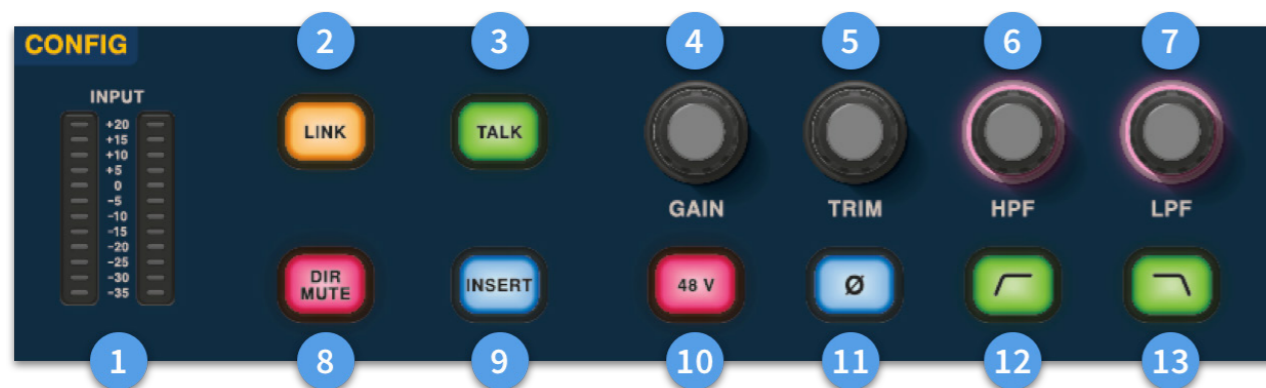 CONFIG
2 3 4 5 6 7
INPUT
+20
+15
+10
+5
0
−5
−10
−15
−20
−25
−30
−35
LINK
TALK
GAIN TRIM HPF LPF
DIR
MUTE
INSERT
48 V
Ø
1 8 9 10 11 12 13